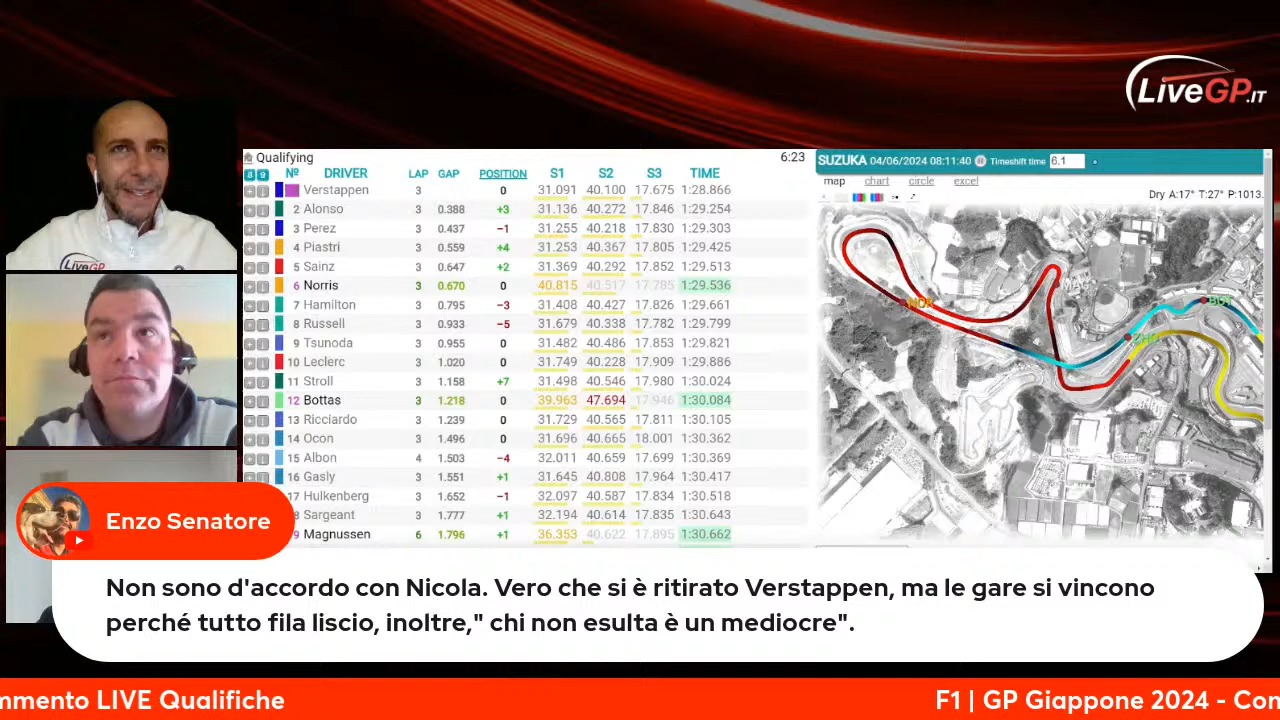 LiveGP.IT
Qualifying 6:23
Nº DRIVER LAP GAP POSITION S1 S2 S3 TIME
Verstappen 3 0 31.091 40.100 17.675 1:28.866
2 Alonso 3 0.388 +3 31.136 40.272 17.846 1:29.254
3 Perez 3 0.437 −1 31.255 40.218 17.830 1:29.303
4 Piastri 3 0.559 +4 31.253 40.367 17.805 1:29.425
5 Sainz 3 0.647 +2 31.369 40.292 17.852 1:29.513
6 Norris 3 0.670 0 40.815 40.517 17.785 1:29.536
7 Hamilton 3 0.795 −3 31.408 40.427 17.826 1:29.661
8 Russell 3 0.933 −5 31.679 40.338 17.782 1:29.799
9 Tsunoda 3 0.955 0 31.482 40.486 17.853 1:29.821
10 Leclerc 3 1.020 0 31.749 40.228 17.909 1:29.886
11 Stroll 3 1.158 +7 31.498 40.546 17.980 1:30.024
12 Bottas 3 1.218 0 39.963 47.694 17.946 1:30.084
13 Ricciardo 3 1.239 0 31.729 40.565 17.811 1:30.105
14 Ocon 3 1.496 0 31.696 40.665 18.001 1:30.362
15 Albon 4 1.503 −4 32.011 40.659 17.699 1:30.369
16 Gasly 3 1.551 +1 31.645 40.808 17.964 1:30.417
17 Hulkenberg 3 1.652 −1 32.097 40.587 17.834 1:30.518
8 Sargeant 3 1.777 +1 32.194 40.614 17.835 1:30.643
9 Magnussen 6 1.796 +1 36.353 40.622 17.895 1:30.662
SUZUKA 04/06/2024 08:11:40 Timeshift time 6.1
map chart circle excel
Dry A:17° T:27° P:1013.
MAG
NOR
BOT
ZHO
LiveGP
Enzo Senatore
Non sono d'accordo con Nicola. Vero che si è ritirato Verstappen, ma le gare si vincono
perché tutto fila liscio, inoltre," chi non esulta è un mediocre".
mmento LIVE Qualifiche
F1 | GP Giappone 2024 - Con